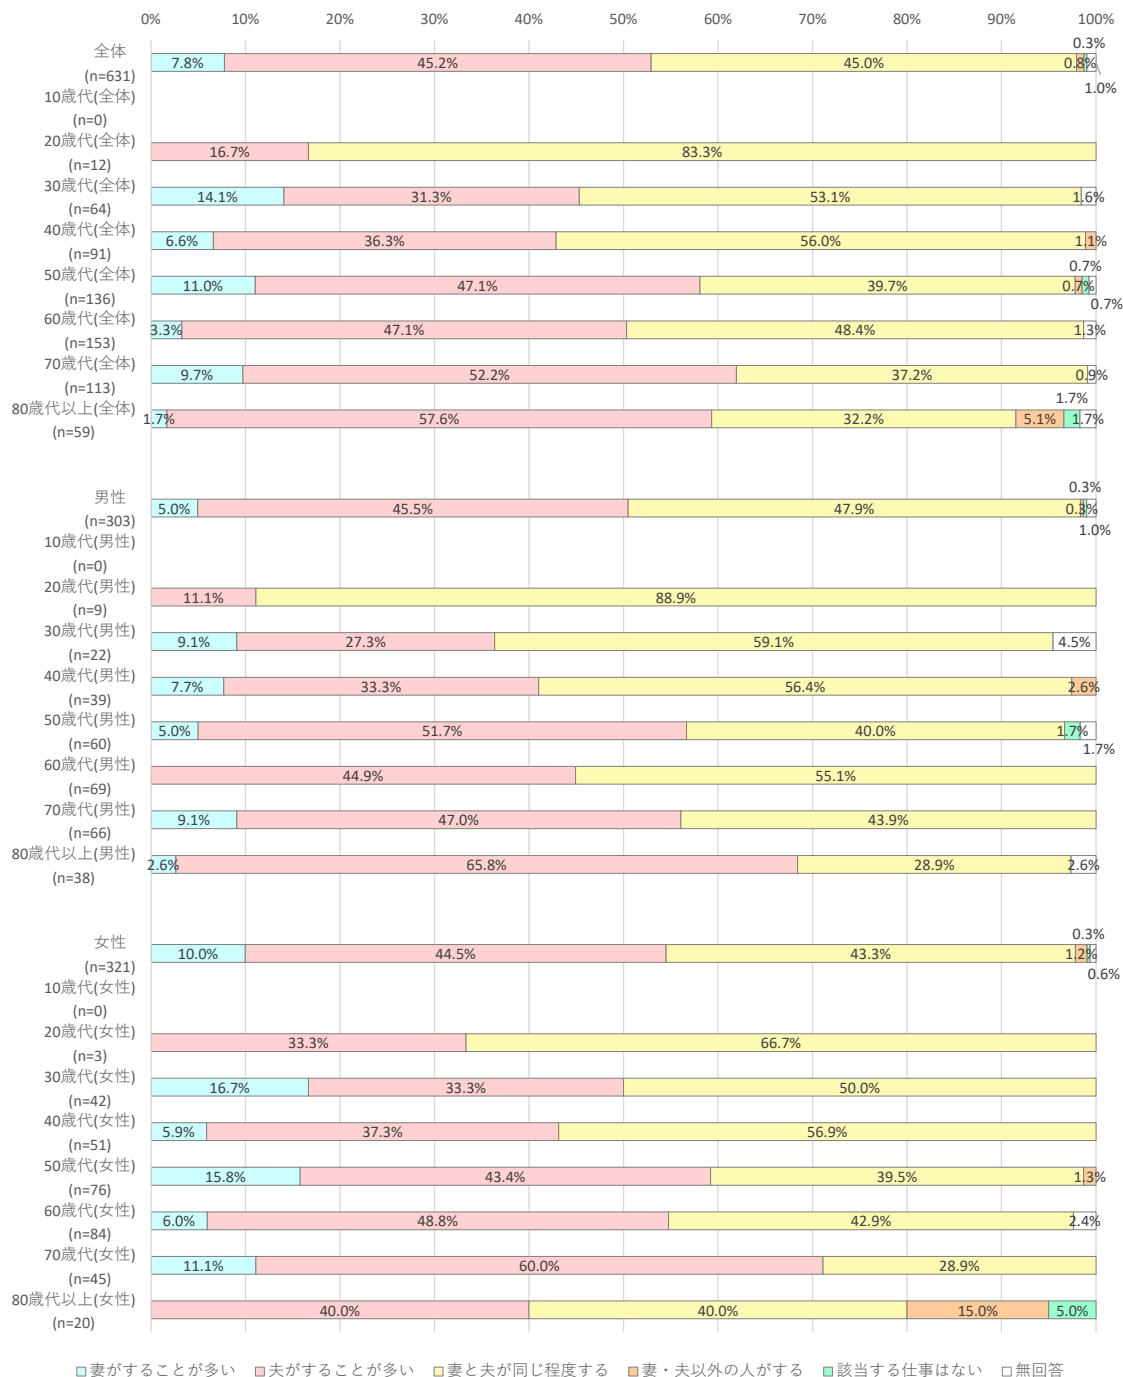 0% 10% 20% 30% 40% 50% 60% 70% 80% 90% 100%
全体
(n=631)
7.8% 45.2% 45.0% 0.8% 0.3% 1.0%
10歳代(全体)
(n=0)
20歳代(全体)
(n=12)
16.7% 83.3%
30歳代(全体)
(n=64)
14.1% 31.3% 53.1% 1.6%
40歳代(全体)
(n=91)
6.6% 36.3% 56.0% 1.1%
50歳代(全体)
(n=136)
11.0% 47.1% 39.7% 0.7% 0.7% 0.7%
60歳代(全体)
(n=153)
3.3% 47.1% 48.4% 1.3%
70歳代(全体)
(n=113)
9.7% 52.2% 37.2% 0.9%
80歳代以上(全体)
(n=59)
1.7% 57.6% 32.2% 5.1% 1.7% 1.7%
男性
(n=303)
5.0% 45.5% 47.9% 0.3% 0.3% 1.0%
10歳代(男性)
(n=0)
20歳代(男性)
(n=9)
11.1% 88.9%
30歳代(男性)
(n=22)
9.1% 27.3% 59.1% 4.5%
40歳代(男性)
(n=39)
7.7% 33.3% 56.4% 2.6%
50歳代(男性)
(n=60)
5.0% 51.7% 40.0% 1.7% 1.7%
60歳代(男性)
(n=69)
44.9% 55.1%
70歳代(男性)
(n=66)
9.1% 47.0% 43.9%
80歳代以上(男性)
(n=38)
2.6% 65.8% 28.9% 2.6%
女性
(n=321)
10.0% 44.5% 43.3% 1.2% 0.3% 0.6%
10歳代(女性)
(n=0)
20歳代(女性)
(n=3)
33.3% 66.7%
30歳代(女性)
(n=42)
16.7% 33.3% 50.0%
40歳代(女性)
(n=51)
5.9% 37.3% 56.9%
50歳代(女性)
(n=76)
15.8% 43.4% 39.5% 1.3%
60歳代(女性)
(n=84)
6.0% 48.8% 42.9% 2.4%
70歳代(女性)
(n=45)
11.1% 60.0% 28.9%
80歳代以上(女性)
(n=20)
40.0% 40.0% 15.0% 5.0%
妻がすることが多い 夫がすることが多い 妻と夫が同じ程度する 妻・夫以外の人がする 該当する仕事はない 無回答